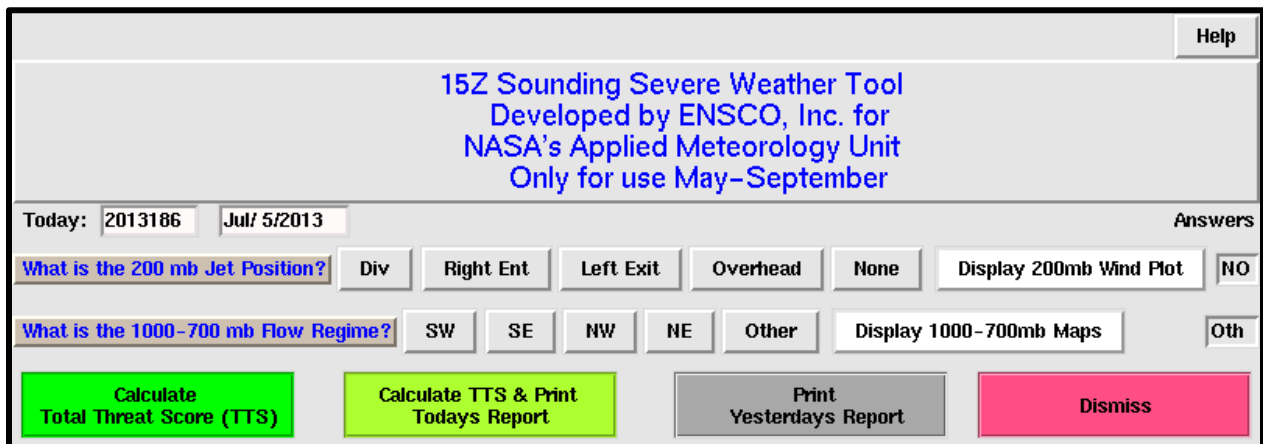 Help
15Z Sounding Severe Weather Tool
Developed by ENSCO, Inc. for
NASA's Applied Meteorology Unit
Only for use May-September
Today: 2013186 Jul/ 5/2013 Answers
What is the 200 mb Jet Position? Div Right Ent Left Exit Overhead None Display 200mb Wind Plot NO
What is the 1000-700 mb Flow Regime? SW SE NW NE Other Display 1000-700mb Maps Oth
Calculate Calculate TTS & Print Print Dismiss
Total Threat Score (TTS) Todays Report Yesterdays Report